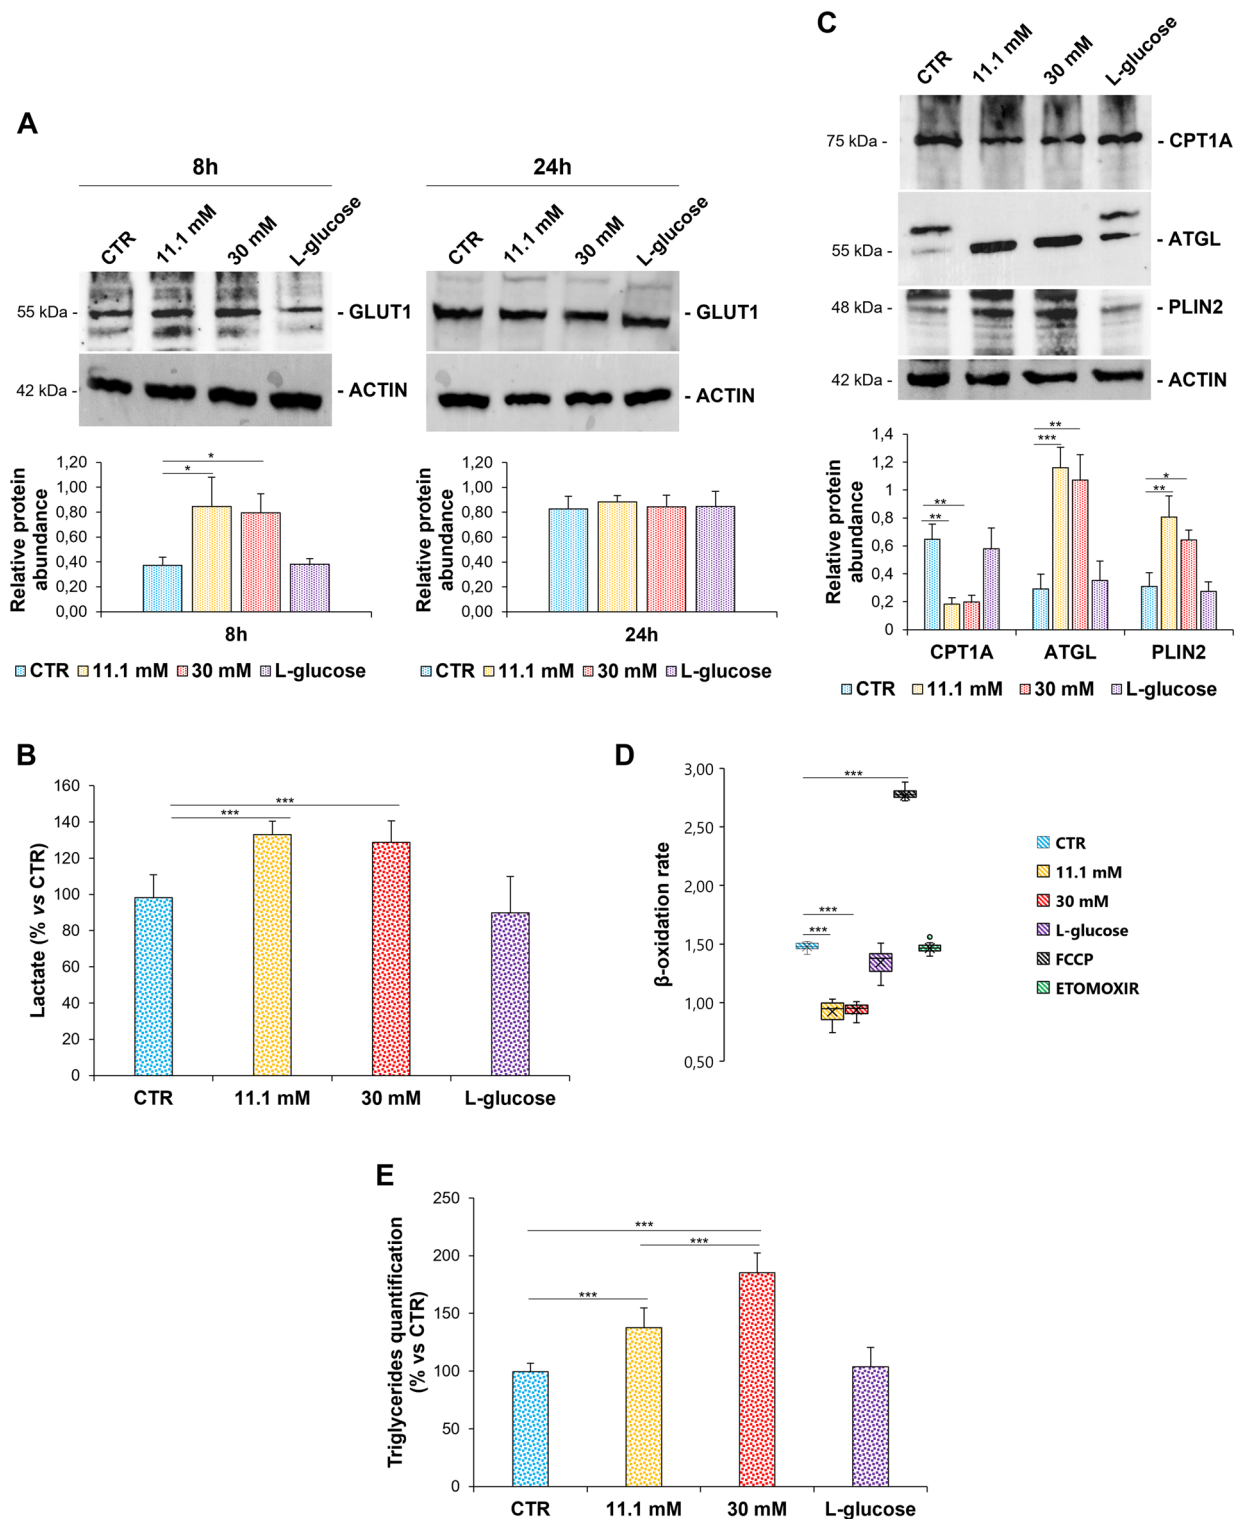 A
8h
CTR 11.1 mM 30 mM L-glucose
55 kDa - - GLUT1
42 kDa - - ACTIN
24h
CTR 11.1 mM 30 mM L-glucose
- GLUT1
- ACTIN
Relative protein
abundance
1,20
1,00
0,80
0,60
0,40
0,20
0,00
*
*
8h
CTR 11.1 mM 30 mM L-glucose
Relative protein
abundance
1,20
1,00
0,80
0,60
0,40
0,20
0,00
24h
CTR 11.1 mM 30 mM L-glucose
C
CTR 11.1 mM 30 mM L-glucose
75 kDa - - CPT1A
55 kDa - - ATGL
48 kDa - - PLIN2
42 kDa - - ACTIN
Relative protein
abundance
1,4
1,2
1
0,8
0,6
0,4
0,2
0
**
**
**
***
*
**
CPT1A ATGL PLIN2
CTR 11.1 mM 30 mM L-glucose
B
Lactate (% vs CTR)
160
140
120
100
80
60
40
20
0
***
***
CTR 11.1 mM 30 mM L-glucose
D
β-oxidation rate
3,00
2,50
2,00
1,50
1,00
0,50
***
***
***
CTR
11.1 mM
30 mM
L-glucose
FCCP
ETOMOXIR
E
Triglycerides quantification
(% vs CTR)
250
200
150
100
50
0
***
***
***
CTR 11.1 mM 30 mM L-glucose